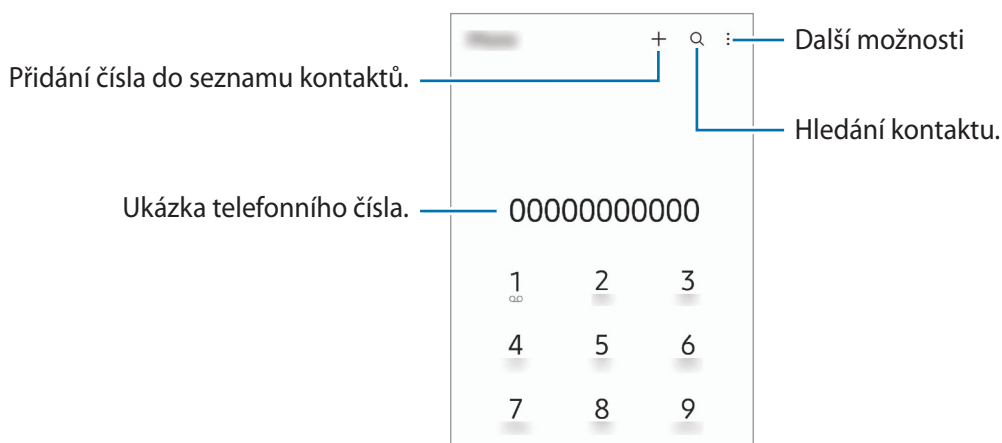 Další možnosti
Přidání čísla do seznamu kontaktů.
Hledání kontaktu.
Ukázka telefonního čísla.
00000000000
1 2 3
4 5 6
7 8 9